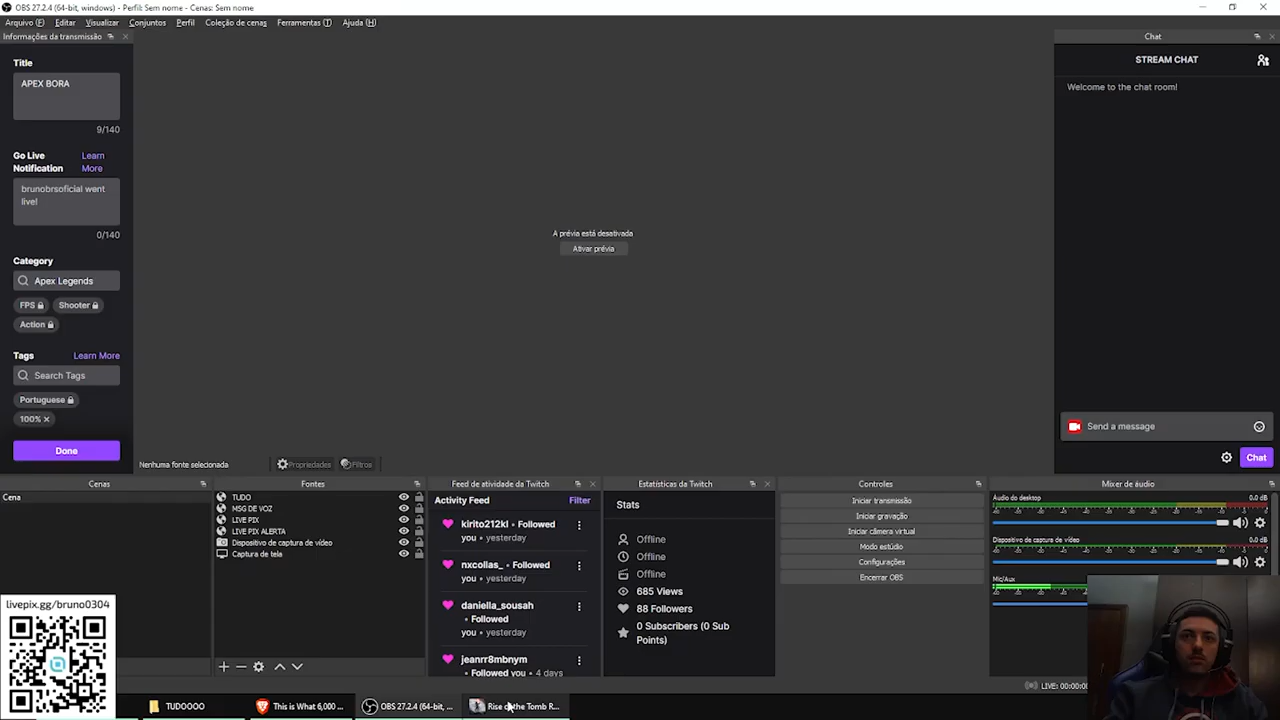 OBS 27.2.4 (64-bit, windows) - Perfil: Sem nome - Cenas: Sem nome
Arquivo (F) Editar Visualizar Conjuntos Perfil Coleção de cenas Ferramentas (T) Ajuda (H)
Informações da transmissão
Title
APEX BORA
9/140
Go Live Notification
Learn More
brunobrsoficial went
live!
0/140
Category
Apex Legends
FPS Shooter
Action
Tags Learn More
Search Tags
Portuguese
100%
Done
A prévia está desativada
Ativar prévia
Nenhuma fonte selecionada Propriedades Filtros
Chat
STREAM CHAT
Welcome to the chat room!
Send a message
Chat
Cenas
Cena
Fontes
TUDO
MSG DE VOZ
LIVE PIX
LIVE PIX ALERTA
Dispositivo de captura de vídeo
Captura de tela
Feed de atividade da Twitch
Activity Feed Filter
kirito212kl • Followed
you • yesterday
nxcollas_ • Followed
you • yesterday
daniella_sousah
• Followed
you • yesterday
jeanrr8mbnym
• Followed you • 4 days
Estatísticas da Twitch
Stats
Offline
Offline
Offline
685 Views
88 Followers
0 Subscribers (0 Sub
Points)
Controles
Iniciar transmissão
Iniciar gravação
Iniciar câmera virtual
Modo estúdio
Configurações
Encerrar OBS
Mixer de áudio
Áudio do desktop 0.0 dB
Dispositivo de captura de vídeo 0.0 dB
Mic/Aux
LIVE: 00:00:0
livepix.gg/bruno0304
TUDOOOO
This is What 6,000 ...
OBS 27.2.4 (64-bit, ...
Rise of the Tomb R...